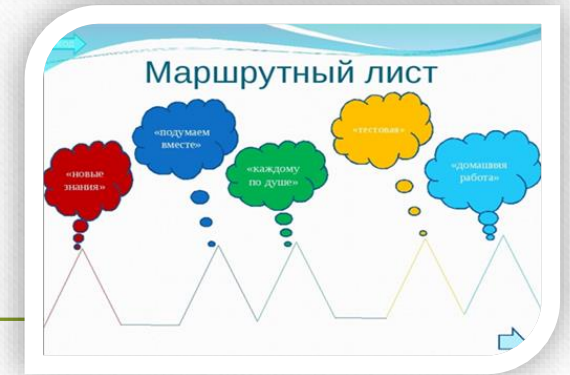 Маршрутный лист
«новые
знания»
«подумаем
вместе»
«каждому
по душе»
«тестовая»
«домашняя
работа»